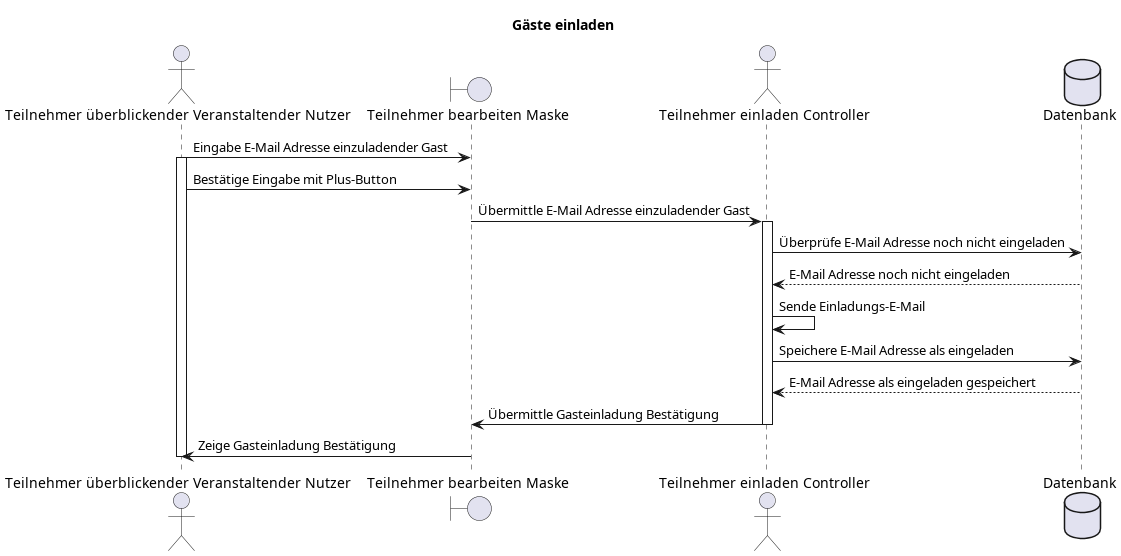 Gäste einladen
Teilnehmer überblickender Veranstaltender Nutzer
Teilnehmer bearbeiten Maske
Teilnehmer einladen Controller
Datenbank
Eingabe E-Mail Adresse einzuladender Gast
Bestätige Eingabe mit Plus-Button
Übermittle E-Mail Adresse einzuladender Gast
Überprüfe E-Mail Adresse noch nicht eingeladen
E-Mail Adresse noch nicht eingeladen
Sende Einladungs-E-Mail
Speichere E-Mail Adresse als eingeladen
E-Mail Adresse als eingeladen gespeichert
Übermittle Gasteinladung Bestätigung
Zeige Gasteinladung Bestätigung
Teilnehmer überblickender Veranstaltender Nutzer
Teilnehmer bearbeiten Maske
Teilnehmer einladen Controller
Datenbank